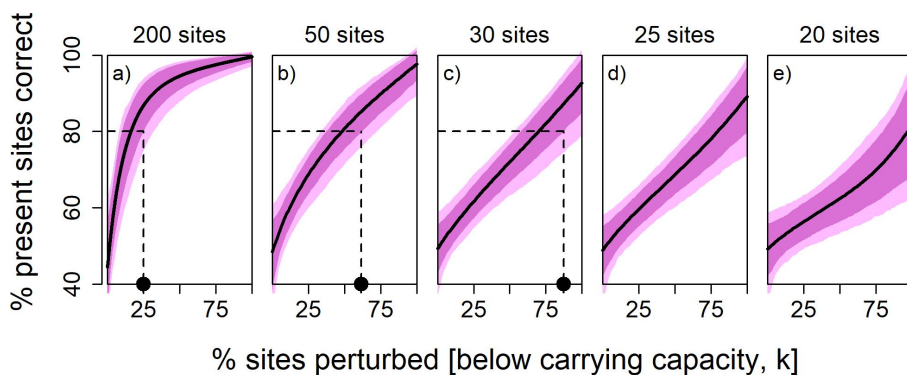 200 sites
50 sites
30 sites
25 sites
20 sites
% present sites correct
100
80
60
40
a)
b)
c)
d)
e)
25
75
25
75
25
75
25
75
25
75
% sites perturbed [below carrying capacity, k]